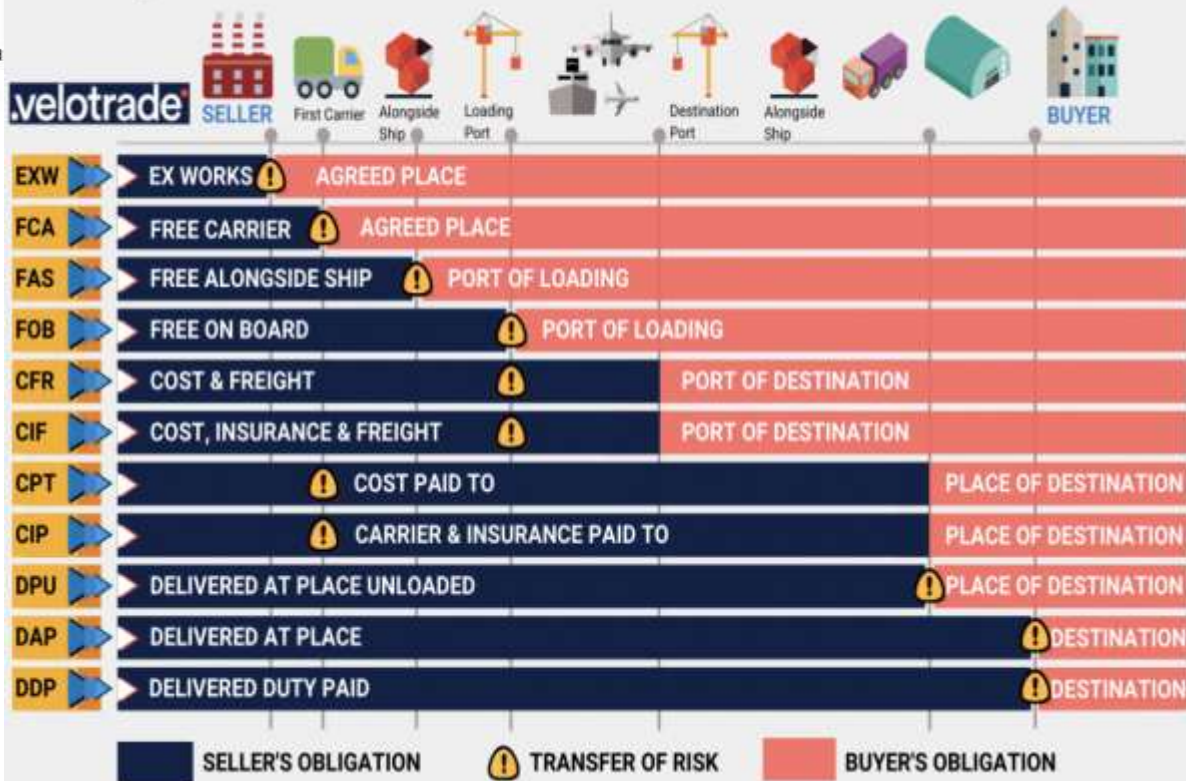 .velotrade
SELLER
First Carrier
Alongside
Ship
Loading
Port
Destination
Port
Alongside
Ship
BUYER
EXW EX WORKS AGREED PLACE
FCA FREE CARRIER AGREED PLACE
FAS FREE ALONGSIDE SHIP PORT OF LOADING
FOB FREE ON BOARD PORT OF LOADING
CFR COST & FREIGHT PORT OF DESTINATION
CIF COST, INSURANCE & FREIGHT PORT OF DESTINATION
CPT COST PAID TO PLACE OF DESTINATION
CIP CARRIER & INSURANCE PAID TO PLACE OF DESTINATION
DPU DELIVERED AT PLACE UNLOADED PLACE OF DESTINATION
DAP DELIVERED AT PLACE DESTINATION
DDP DELIVERED DUTY PAID DESTINATION
SELLER'S OBLIGATION TRANSFER OF RISK BUYER'S OBLIGATION